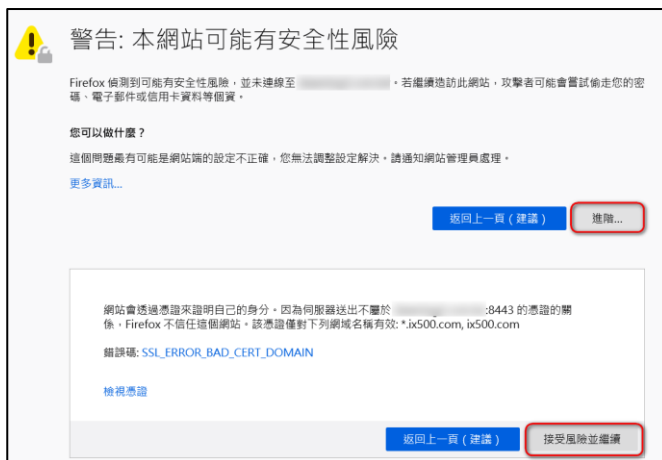 警告: 本網站可能有安全性風險
Firefox 偵測到可能有安全性風險，並未連線至 。若繼續造訪此網站，攻擊者可能會嘗試偷走您的密
碼、電子郵件或信用卡資料等個資。
您可以做什麼？
這個問題最有可能是網站端的設定不正確，您無法調整設定解決。請通知網站管理員處理。
更多資訊...
返回上一頁 ( 建議 )
進階...
網站會透過憑證來證明自己的身分。因為伺服器送出不屬於 :8443 的憑證的關
係，Firefox 不信任這個網站。該憑證僅對下列網域名稱有效: *.ix500.com, ix500.com
錯誤碼: SSL_ERROR_BAD_CERT_DOMAIN
檢視憑證
返回上一頁 ( 建議 )
接受風險並繼續